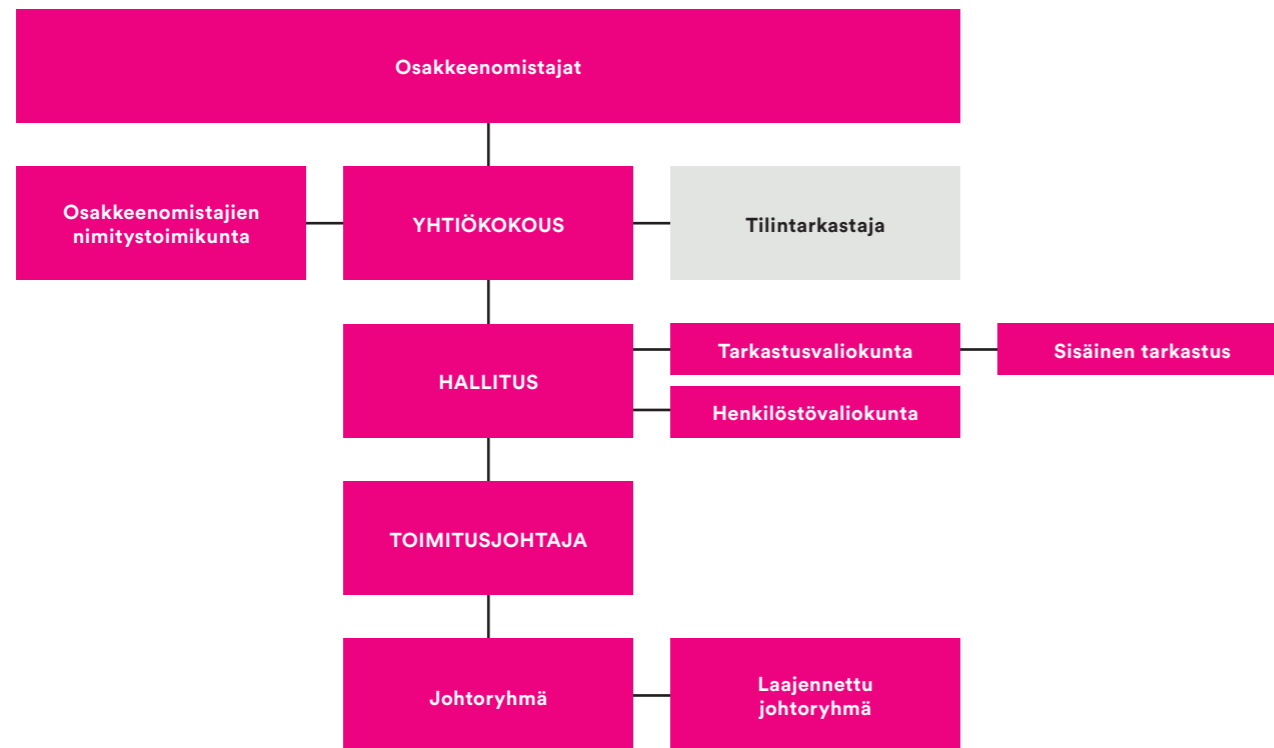 Osakkeenomistajat
Osakkeenomistajien
nimitystoimikunta
YHTIÖKOKOUS
Tilintarkastaja
HALLITUS
Tarkastusvaliokunta
Sisäinen tarkastus
Henkilöstövaliokunta
TOIMITUSJOHTAJA
Johtoryhmä
Laajennettu
johtoryhmä